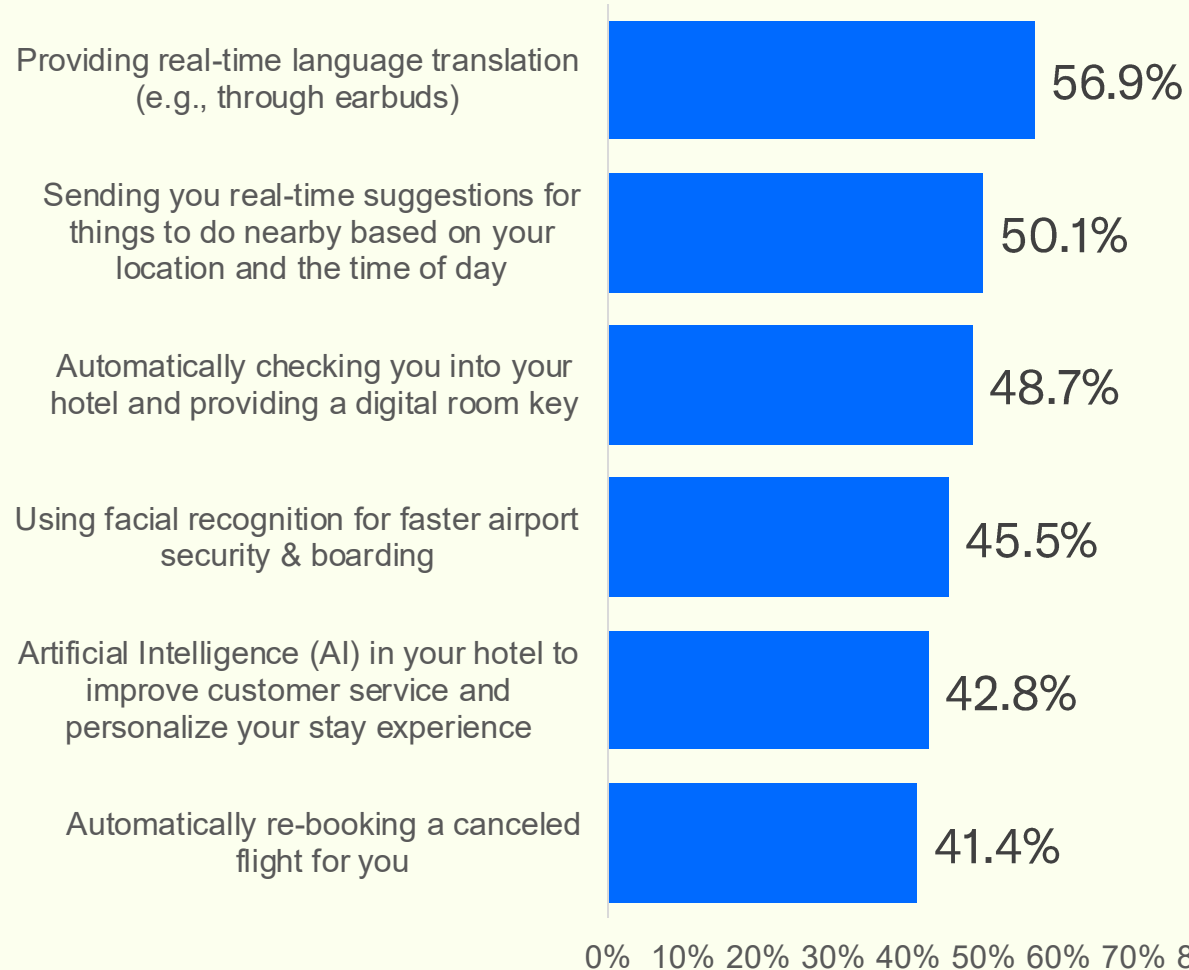 Providing real-time language translation
(e.g., through earbuds)
56.9%
Sending you real-time suggestions for
things to do nearby based on your
location and the time of day
50.1%
Automatically checking you into your
hotel and providing a digital room key
48.7%
Using facial recognition for faster airport
security & boarding
45.5%
Artificial Intelligence (AI) in your hotel to
improve customer service and
personalize your stay experience
42.8%
Automatically re-booking a canceled
flight for you
41.4%
0% 10% 20% 30% 40% 50% 60% 70% 8